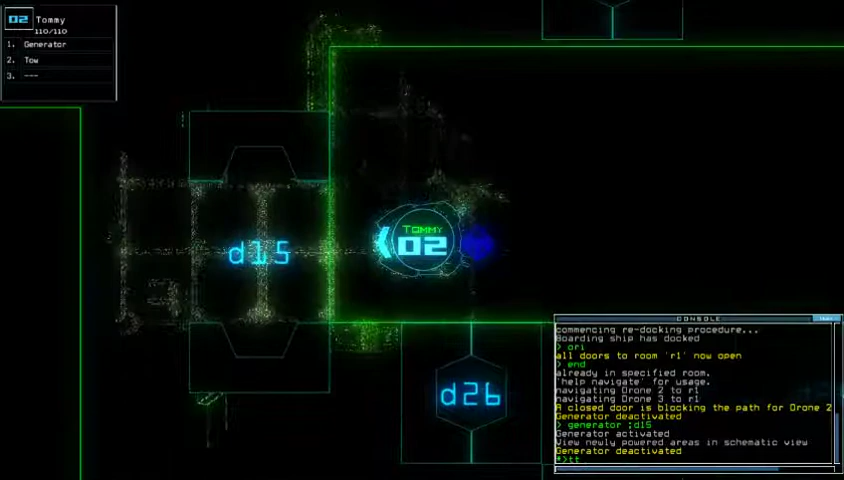 02 Tommy
110/110
1. Generator
2. Tow
3. ---
d15
TOMMY
02
d26
CONSOLE
commencing re-docking procedure...
Boarding ship has docked
> ori
all doors to room 'r1' now open
> end
already in specified room.
'help navigate' for usage.
navigating Drone 2 to r1
navigating Drone 3 to r1
A closed door is blocking the path for Drone 2
Generator deactivated
> generator ;d15
Generator activated
View newly powered areas in schematic view
Generator deactivated
>tt